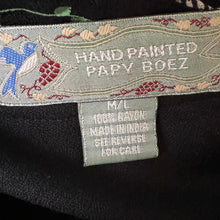 HAND PAINTED
PAPY BOEZ
M/L
100% RAYON
MADE IN INDIA
SEE REVERSE
FOR CARE